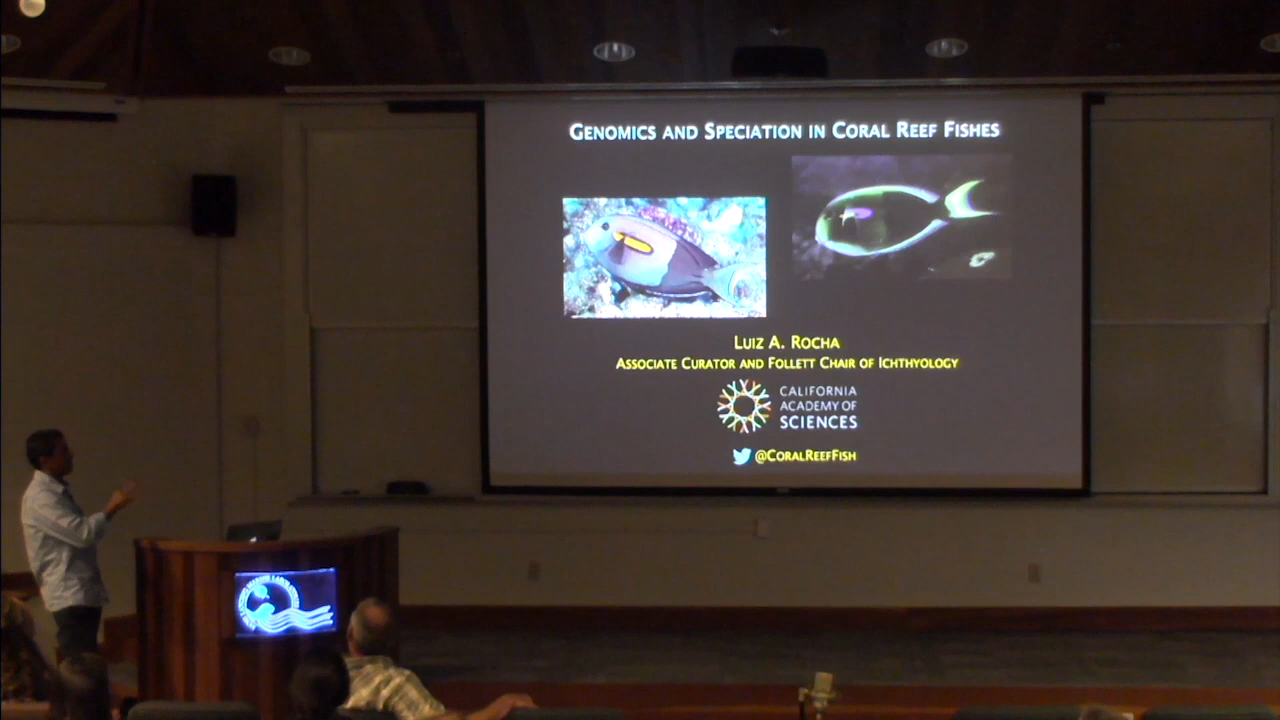 GENOMICS AND SPECIATION IN CORAL REEF FISHES
LUIZ A. ROCHA
ASSOCIATE CURATOR AND FOLLETT CHAIR OF ICHTHYOLOGY
CALIFORNIA
ACADEMY OF
SCIENCES
@CORALREEFFISH